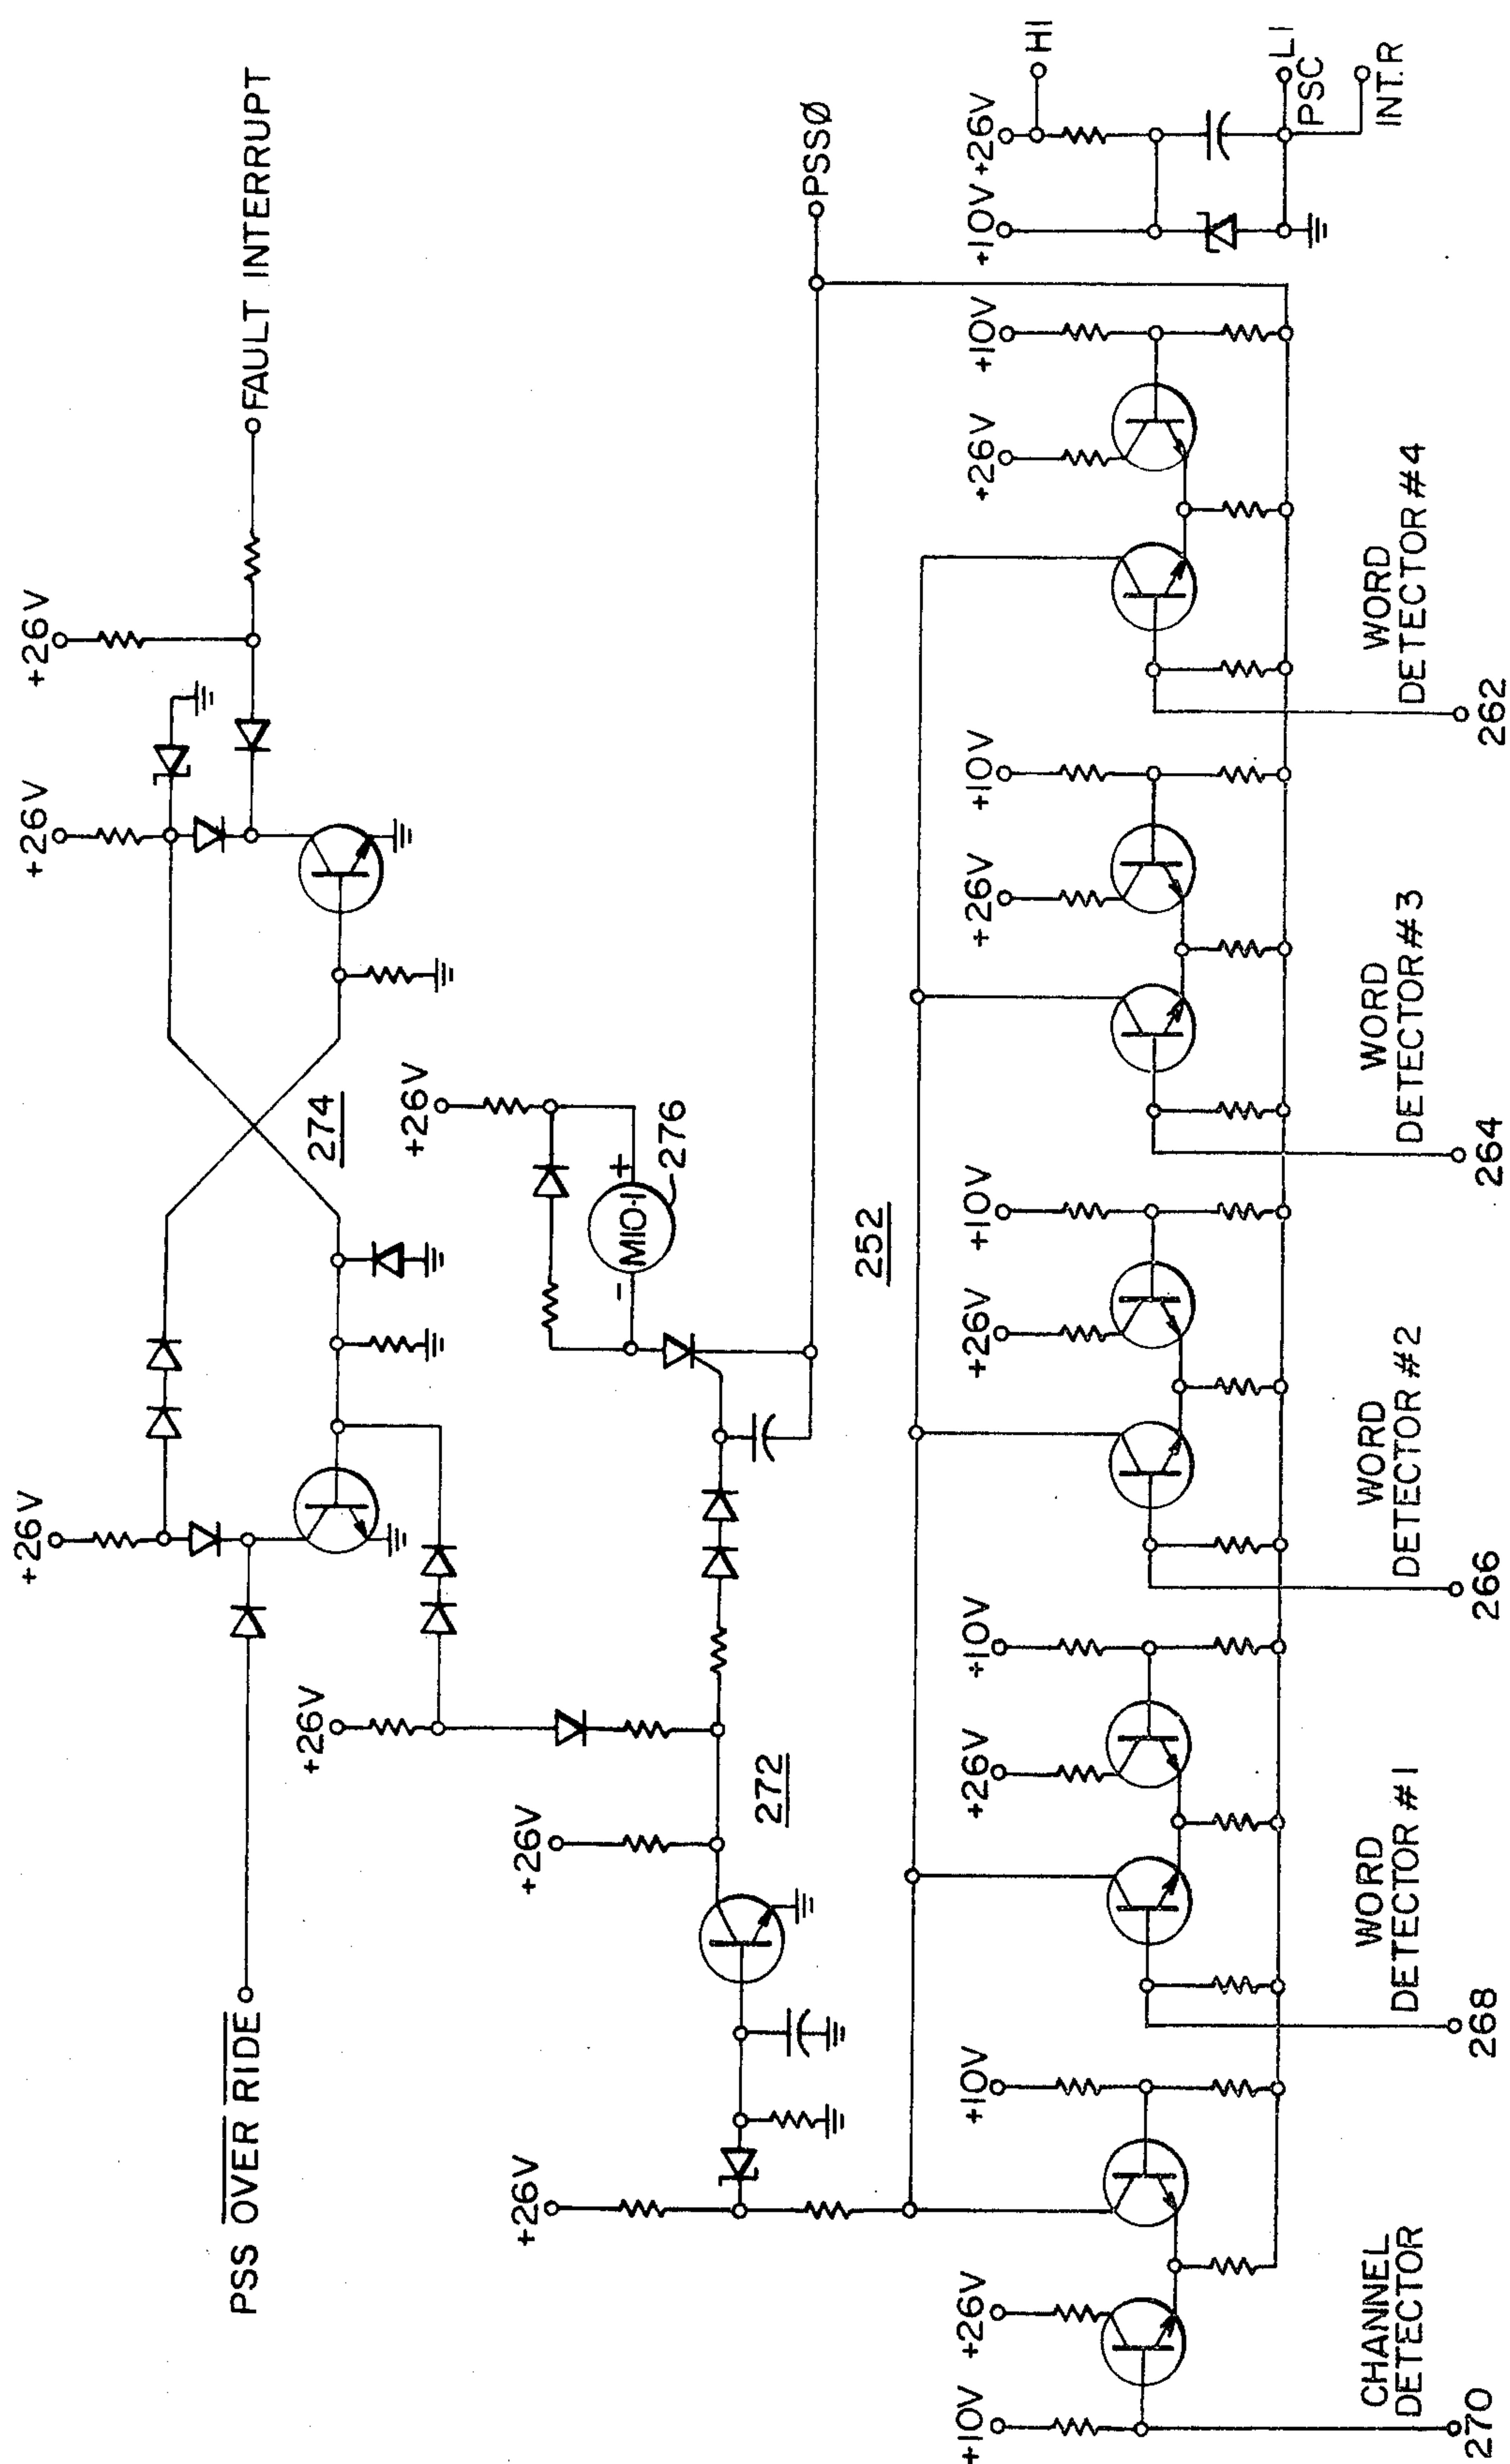 +26V +26V +26V
PSS OVER RIDE FAULT INTERRUPT
+26V
274
+26V
+26V +26V
- M10-1 + 276
272
PSSØ
252
+10V +26V +10V +26V +10V +26V +10V +26V +10V +26V +10V +10V +26V HI
LI
PSC
INT. R
CHANNEL
DETECTOR
WORD
DETECTOR #1
WORD
DETECTOR #2
WORD
DETECTOR #3
WORD
DETECTOR #4
270 268 266 264 262